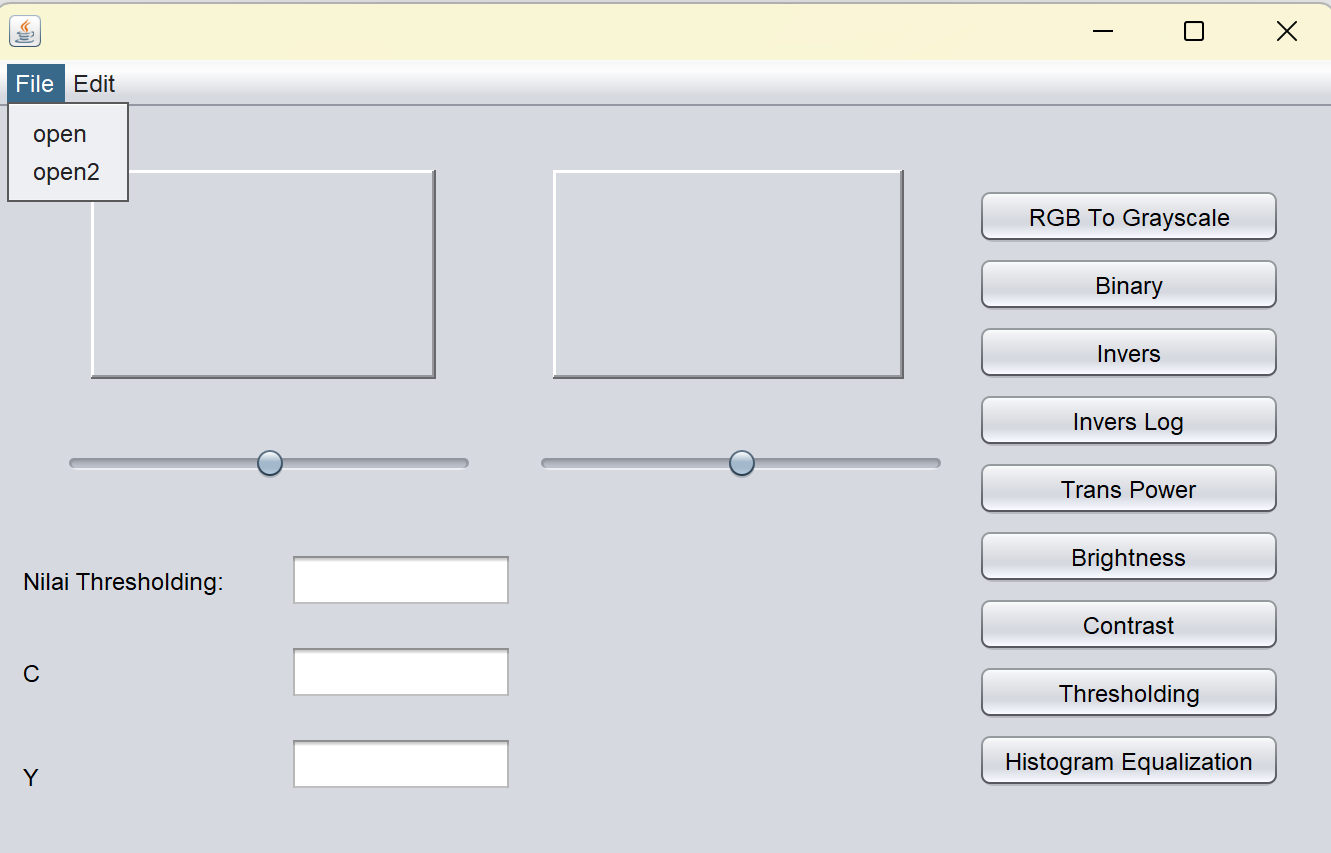 File Edit
open
open2
RGB To Grayscale
Binary
Invers
Invers Log
Trans Power
Brightness
Contrast
Thresholding
Histogram Equalization
Nilai Thresholding:
C
Y